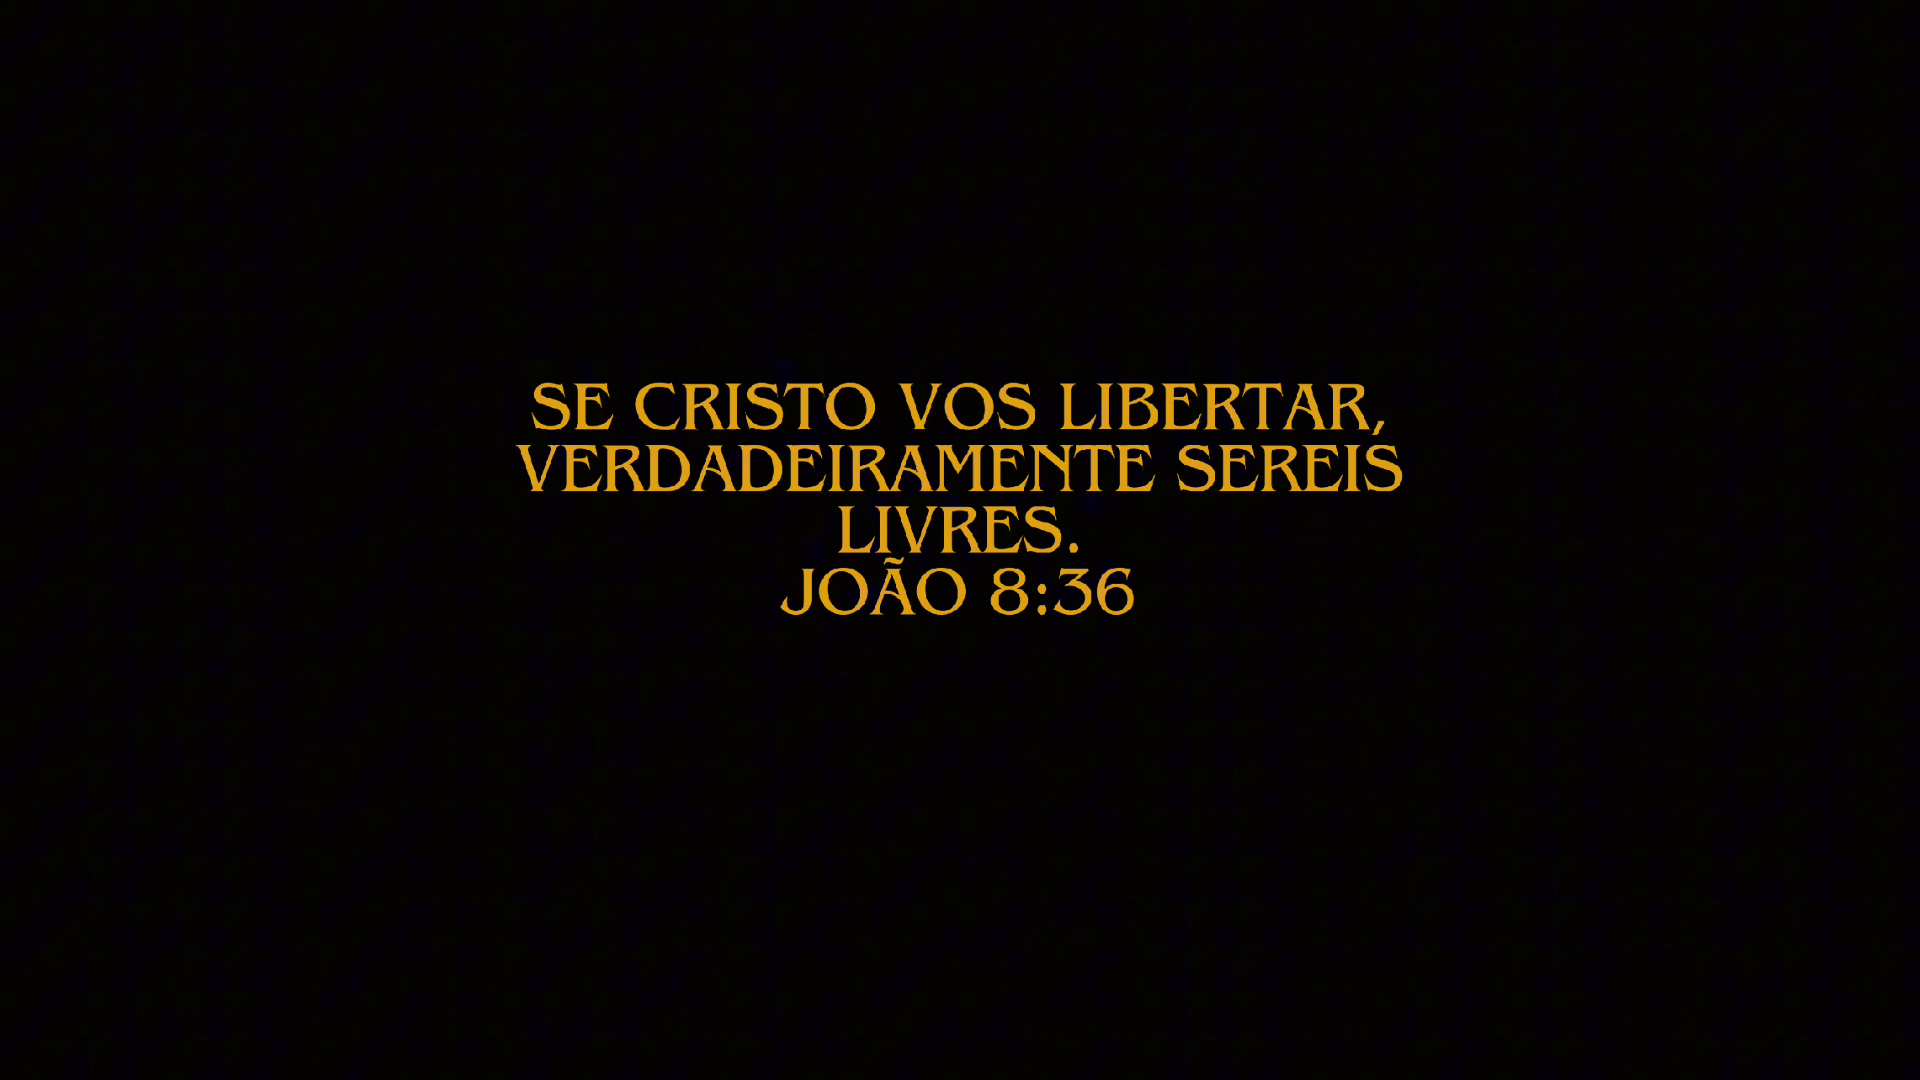 SE CRISTO VOS LIBERTAR,
VERDADEIRAMENTE SEREIS
LIVRES.
JOÃO 8:36